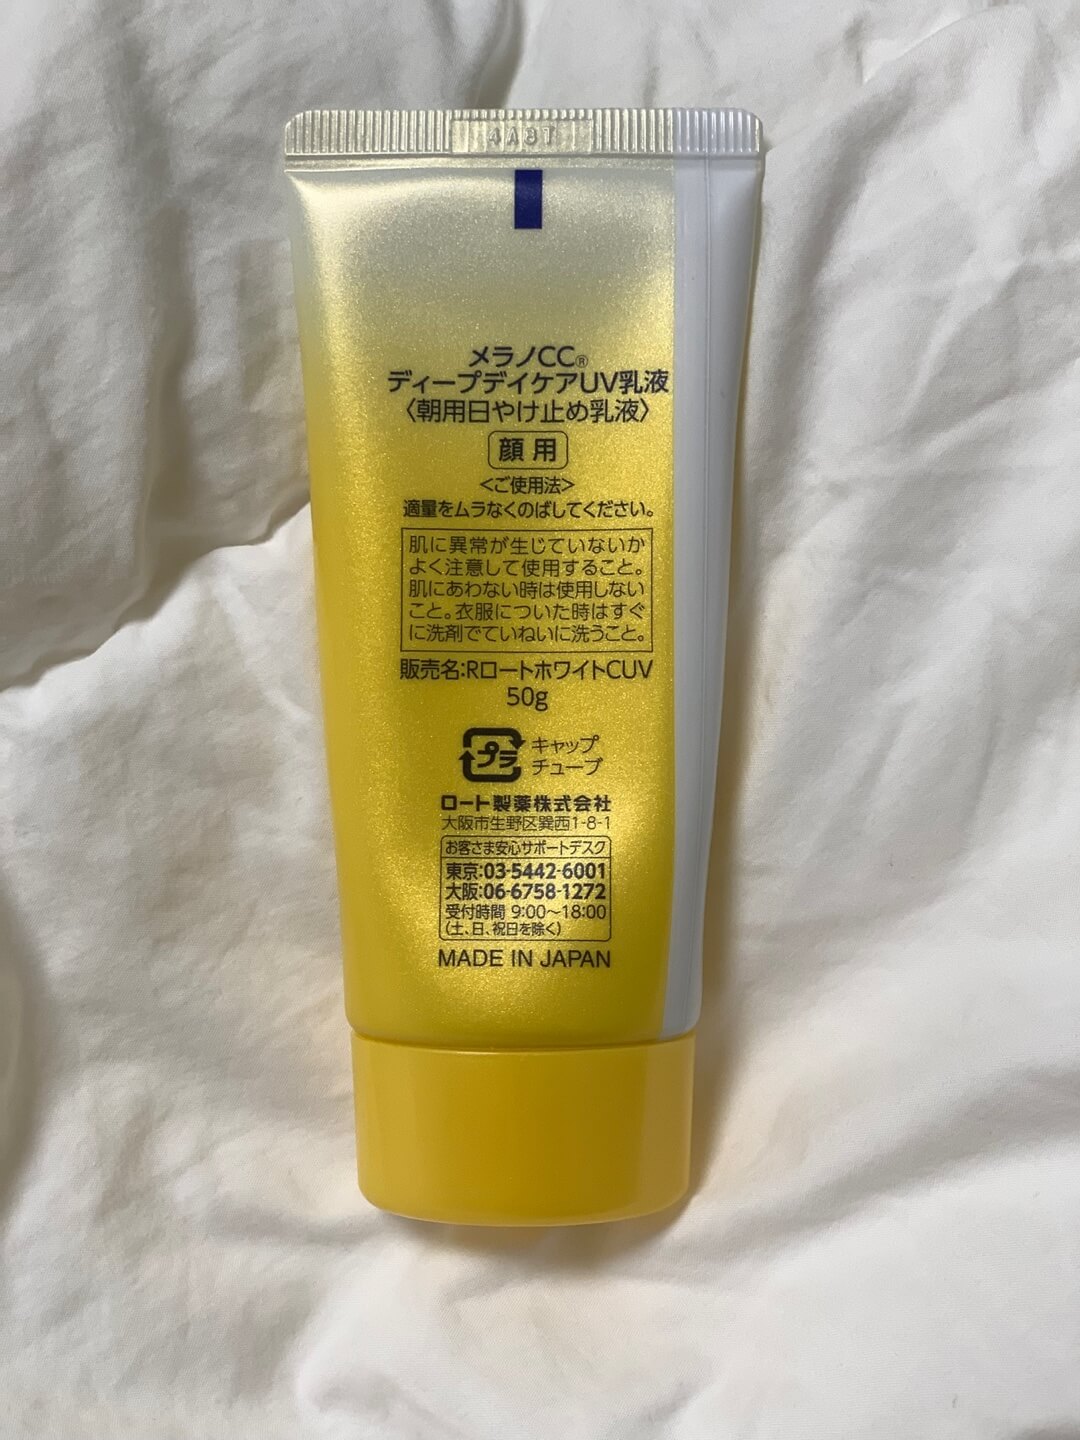 4A8T
メラノCC®
ディープデイケアUV乳液
〈朝用日やけ止め乳液〉
顔用
<ご使用法>
適量をムラなくのばしてください。
肌に異常が生じていないか
よく注意して使用すること。
肌にあわない時は使用しない
こと。衣服についた時はすぐ
に洗剤でていねいに洗うこと。
販売名:RロートホワイトCUV
50g
プラ
キャップ
チューブ
ロート製薬株式会社
大阪市生野区巽西1-8-1
お客さま安心サポートデスク
東京:03-5442-6001
大阪:06-6758-1272
受付時間 9:00〜18:00
(土、日、祝日を除く)
MADE IN JAPAN